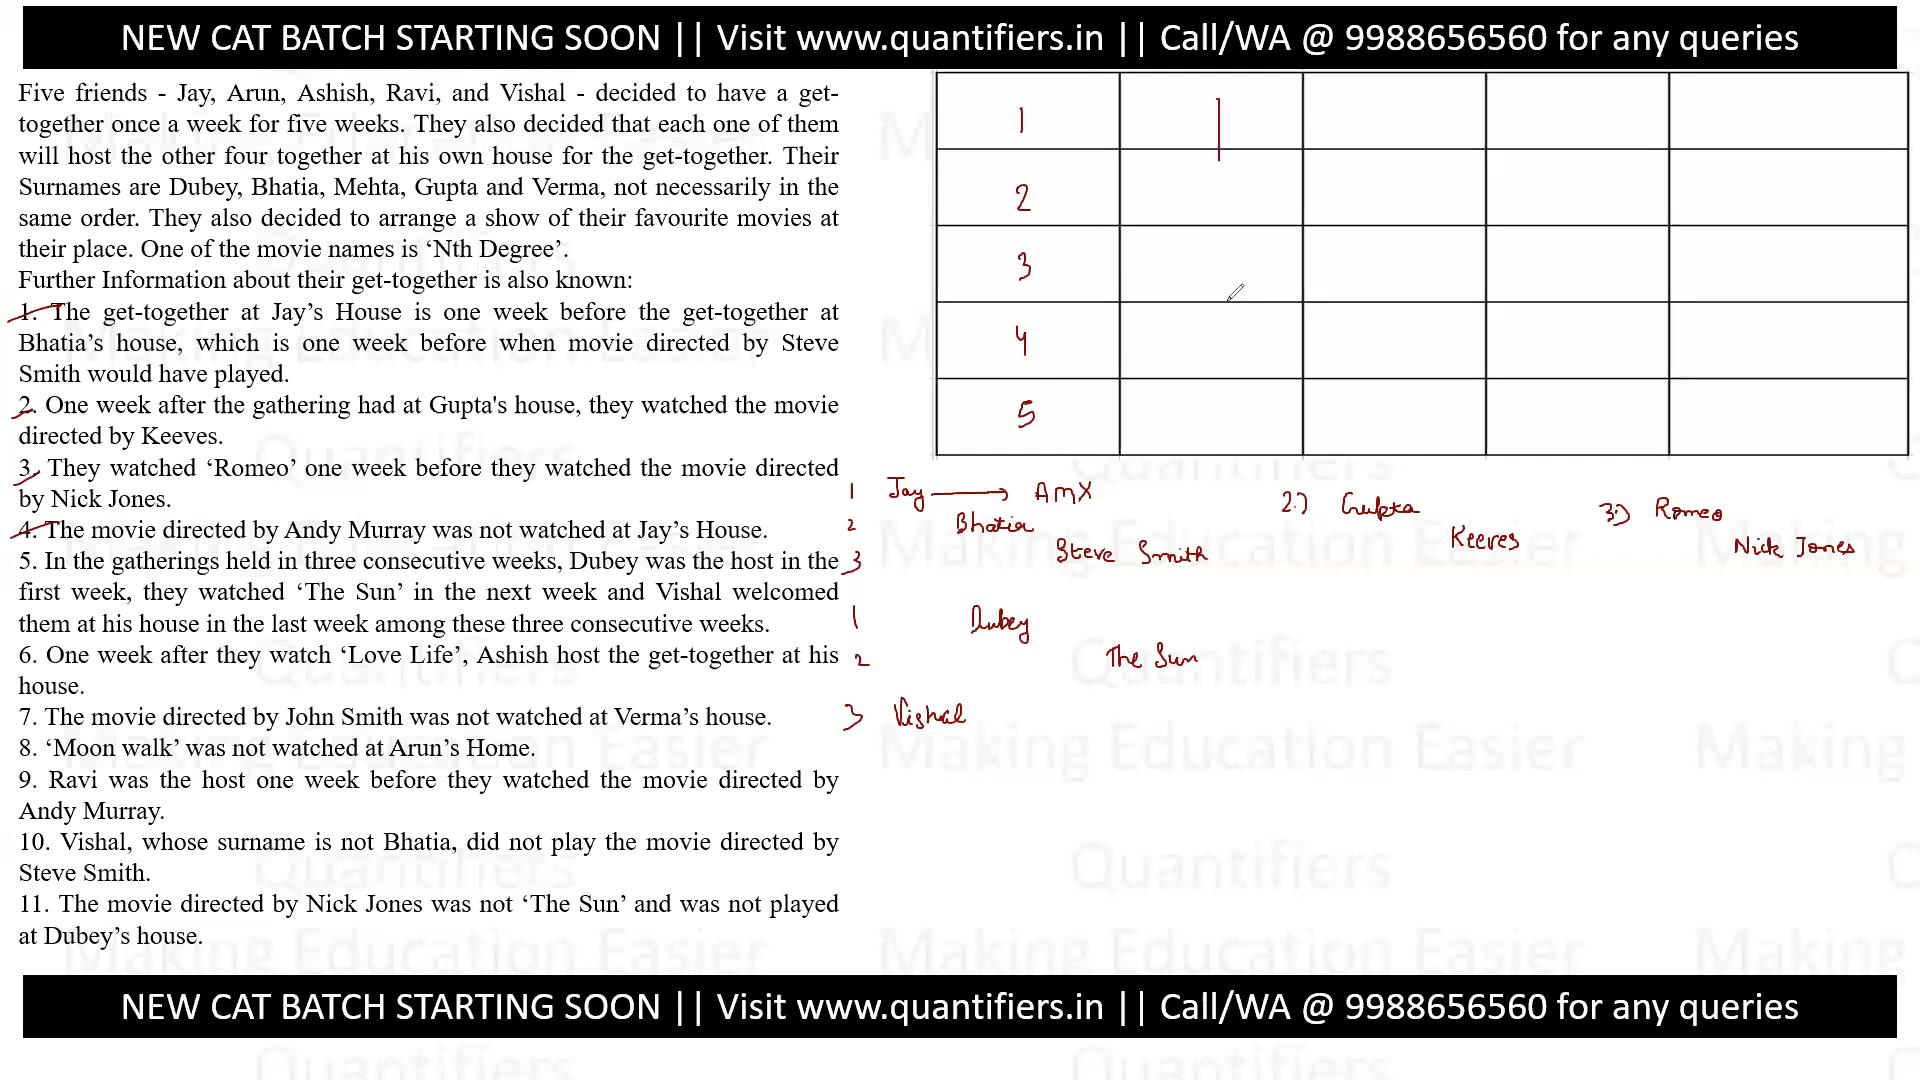 NEW CAT BATCH STARTING SOON || Visit www.quantifiers.in || Call/WA @ 9988656560 for any queries
Five friends - Jay, Arun, Ashish, Ravi, and Vishal - decided to have a get-
together once a week for five weeks. They also decided that each one of them
will host the other four together at his own house for the get-together. Their
Surnames are Dubey, Bhatia, Mehta, Gupta and Verma, not necessarily in the
same order. They also decided to arrange a show of their favourite movies at
their place. One of the movie names is ‘Nth Degree’.
Further Information about their get-together is also known:
1. The get-together at Jay’s House is one week before the get-together at
Bhatia’s house, which is one week before when movie directed by Steve
Smith would have played.
2. One week after the gathering had at Gupta's house, they watched the movie
directed by Keeves.
3. They watched ‘Romeo’ one week before they watched the movie directed
by Nick Jones.
4. The movie directed by Andy Murray was not watched at Jay’s House.
5. In the gatherings held in three consecutive weeks, Dubey was the host in the
first week, they watched ‘The Sun’ in the next week and Vishal welcomed
them at his house in the last week among these three consecutive weeks.
6. One week after they watch ‘Love Life’, Ashish host the get-together at his
house.
7. The movie directed by John Smith was not watched at Verma’s house.
8. ‘Moon walk’ was not watched at Arun’s Home.
9. Ravi was the host one week before they watched the movie directed by
Andy Murray.
10. Vishal, whose surname is not Bhatia, did not play the movie directed by
Steve Smith.
11. The movie directed by Nick Jones was not ‘The Sun’ and was not played
at Dubey’s house.
1
2
3
4
5
1 Jay AMX
2 Bhatia
3 Steve Smith
2.) Gupta
Keeves
3.) Romeo
Nick Jones
1 Dubey
2 The Sun
3 Vishal
Making Education Easier
Quantifiers
NEW CAT BATCH STARTING SOON || Visit www.quantifiers.in || Call/WA @ 9988656560 for any queries